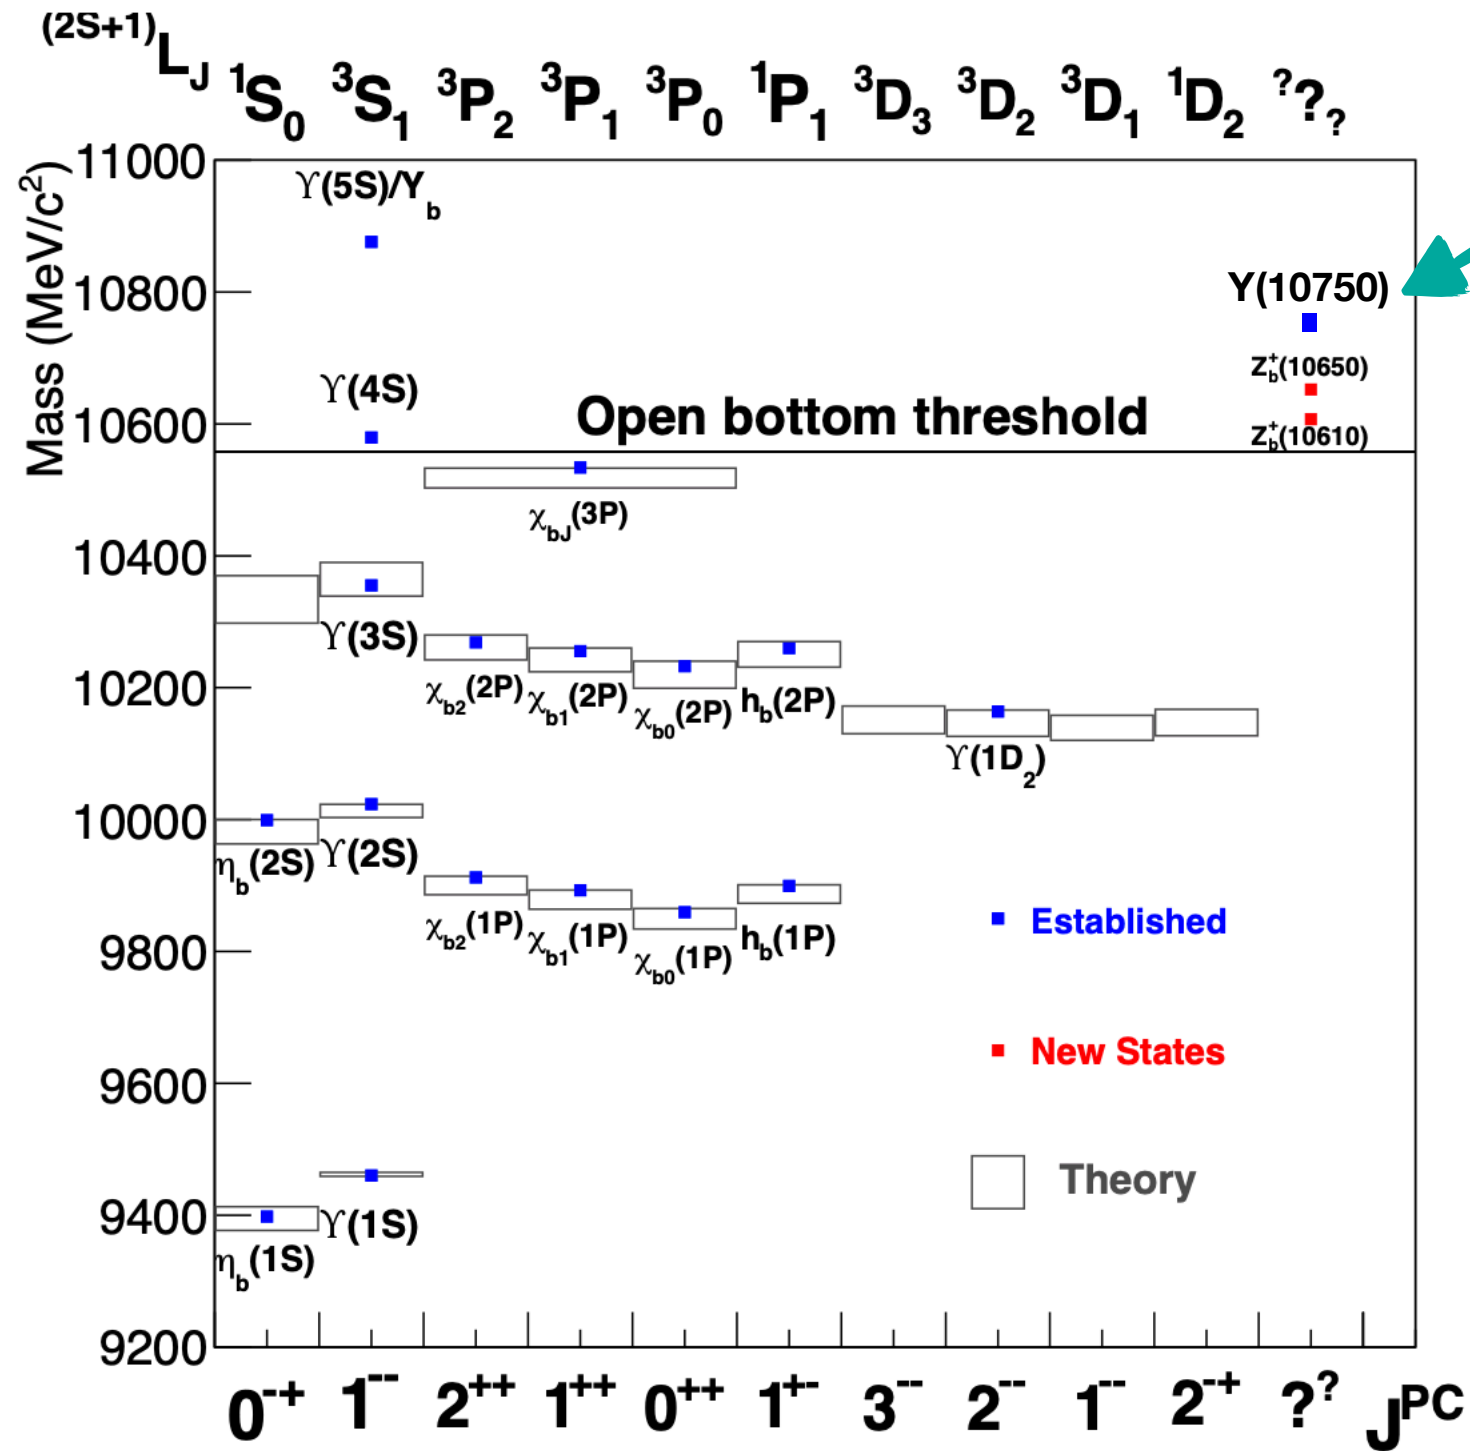 (2S+1)LJ 1S0 3S1 3P2 3P1 3P0 1P1 3D3 3D2 3D1 1D2 ???
Mass (MeV/c2)
11000
ϒ(5S)/Yb
10800
Y(10750)
Zb+(10650)
ϒ(4S)
Open bottom threshold
10600
Zb+(10610)
χbJ(3P)
10400
ϒ(3S)
10200
χb2(2P) χb1(2P) χb0(2P) hb(2P)
ϒ(1D2)
10000
ηb(2S) ϒ(2S)
χb2(1P) χb1(1P) χb0(1P) hb(1P)
Established
9800
New States
9600
Theory
9400
ϒ(1S)
ηb(1S)
9200
0-+ 1-- 2++ 1++ 0++ 1+- 3-- 2-- 1-- 2-+ ?? JPC